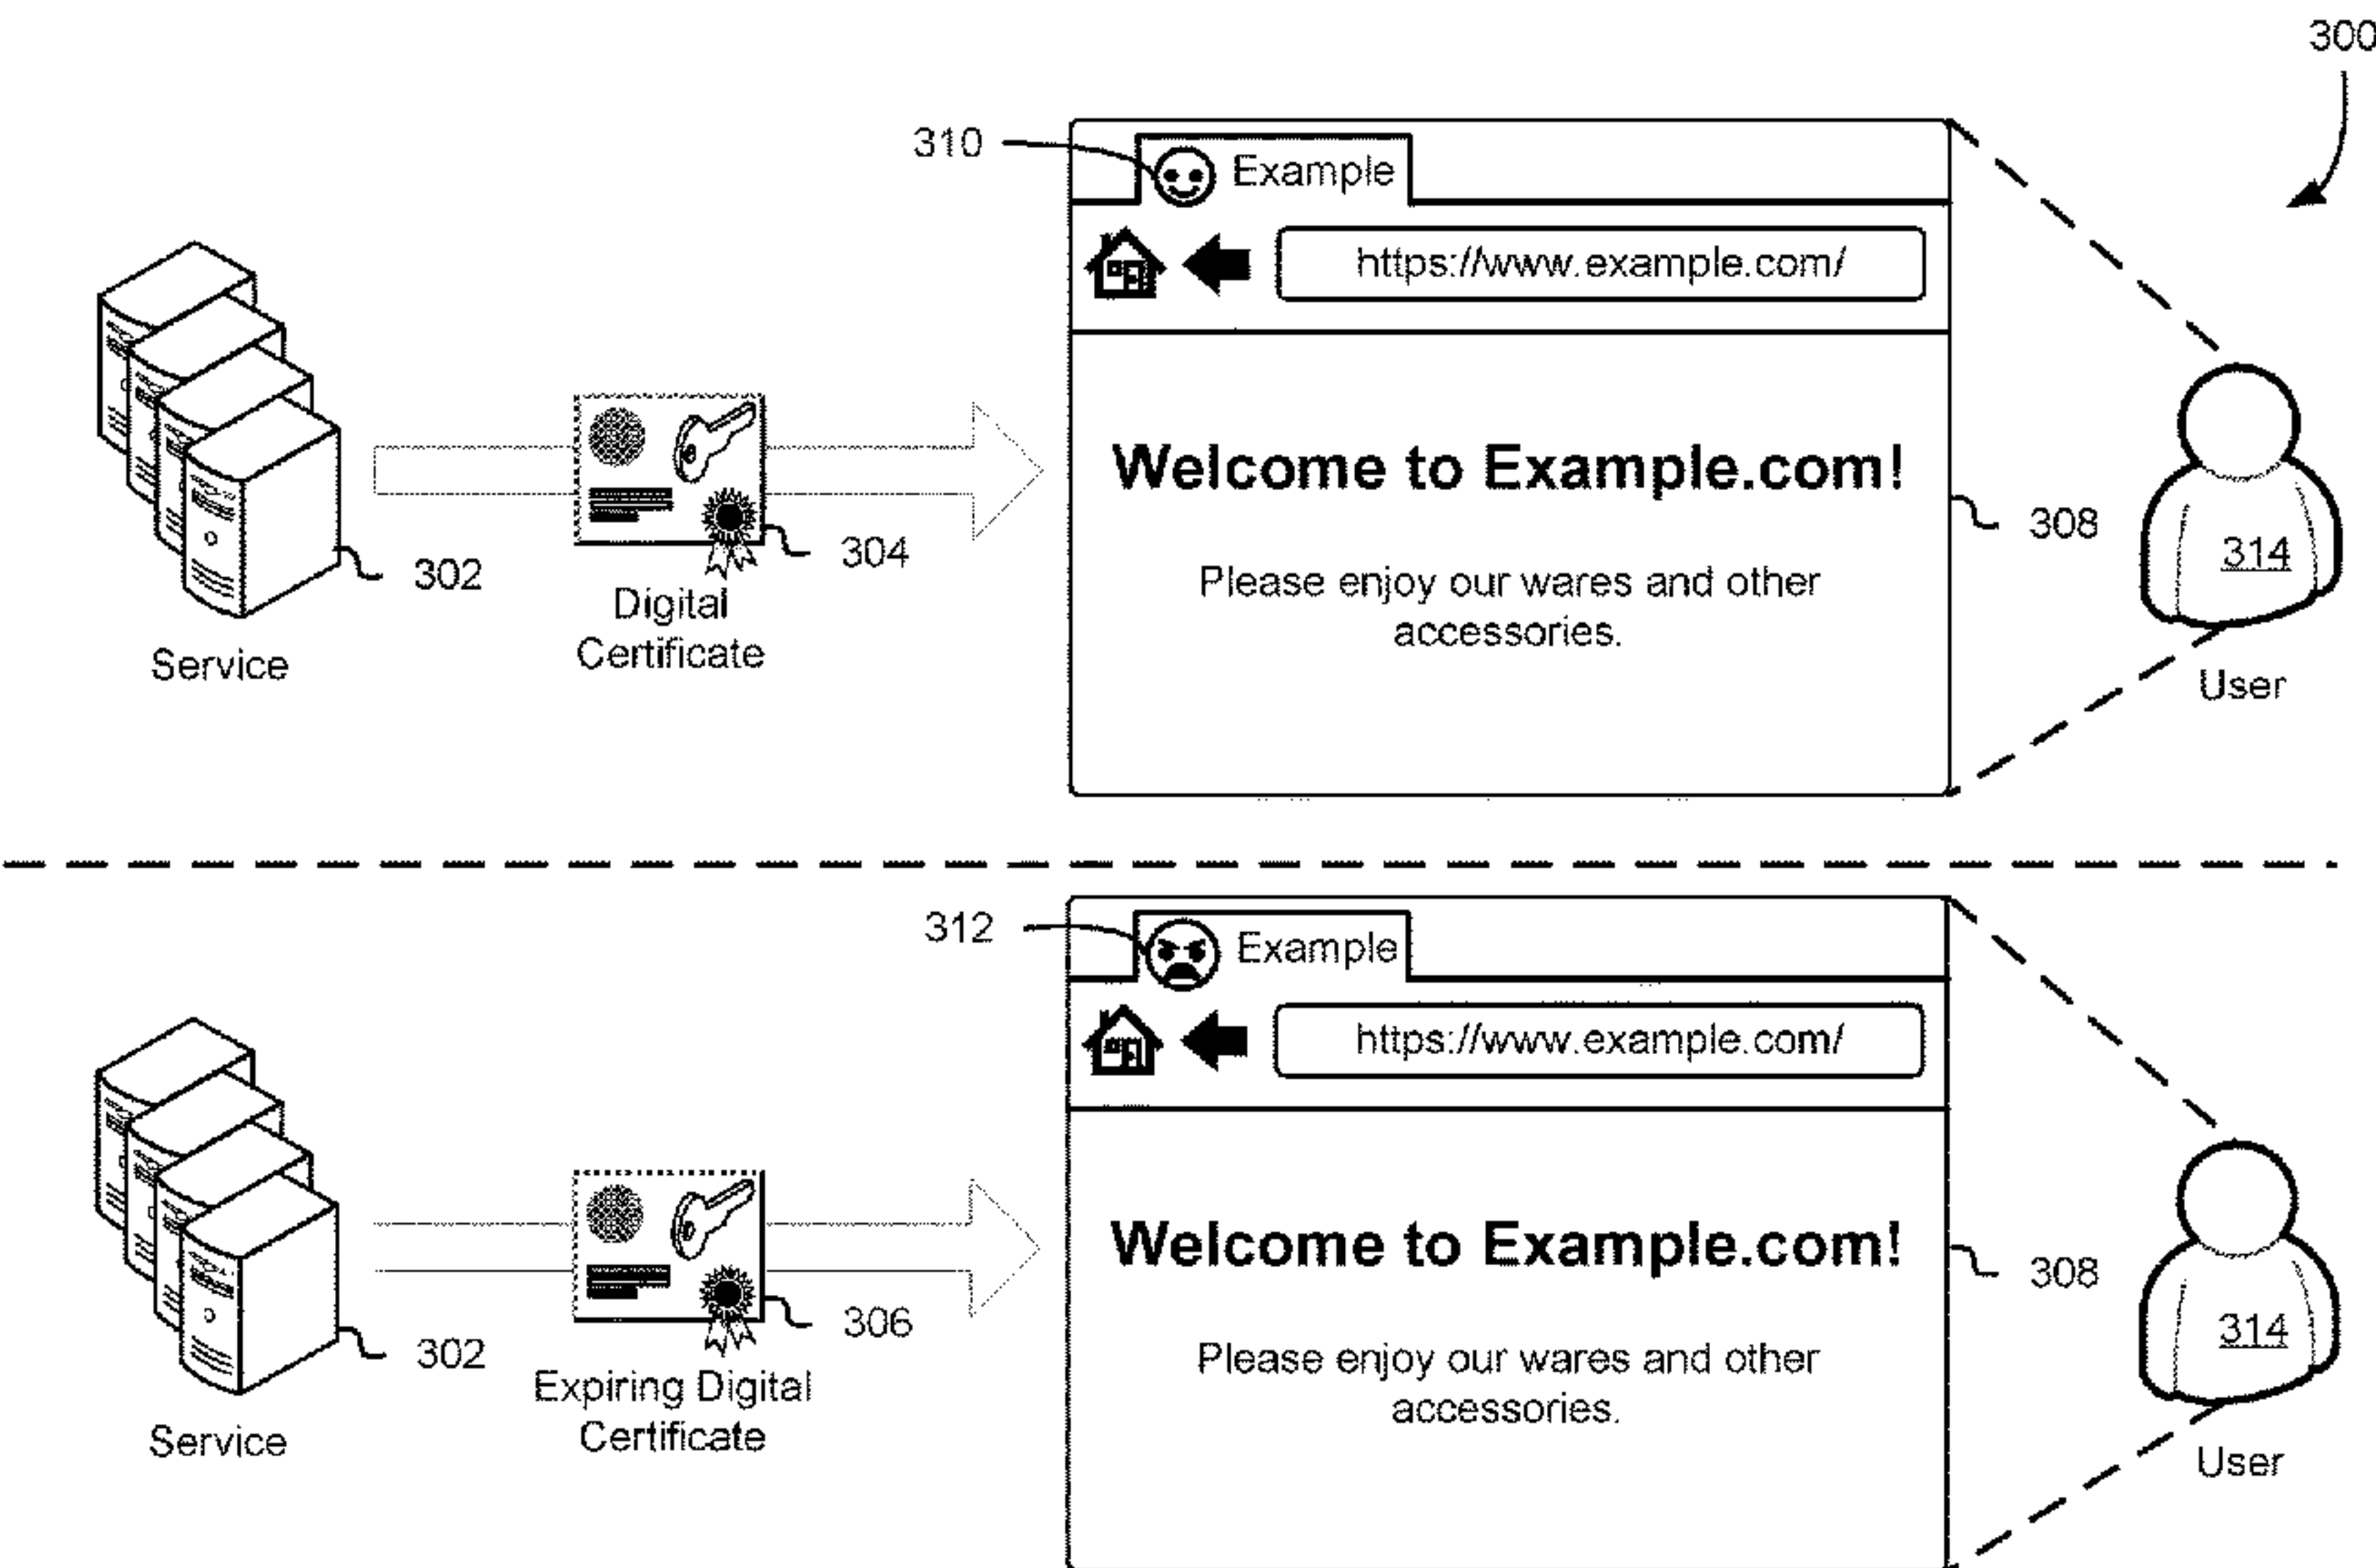 300
310
Example
https://www.example.com/
Welcome to Example.com!
308
314
302
304
Please enjoy our wares and other
accessories.
Digital
Certificate
Service
User
312
Example
https://www.example.com/
Welcome to Example.com!
308
314
302
306
Please enjoy our wares and other
accessories.
Expiring Digital
Certificate
Service
User